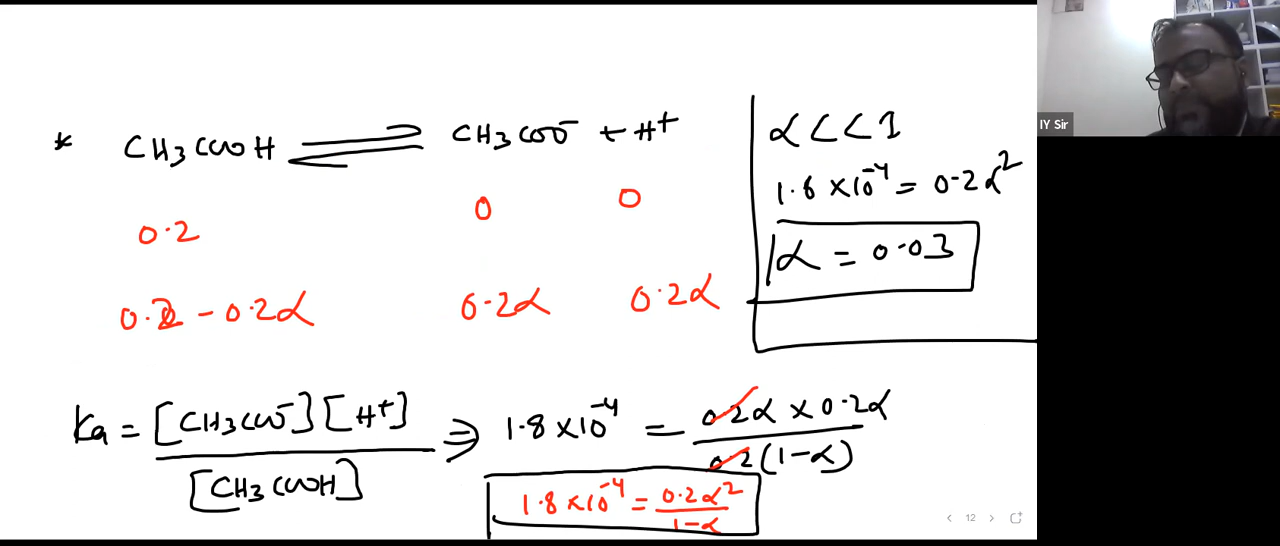 * CH3COOH ⇌ CH3COO⁻ + H⁺
0.2 0 0
0.2 - 0.2α 0.2α 0.2α
Ka = [CH3COO⁻][H⁺] / [CH3COOH] ⇒ 1.8 × 10⁻⁴ = 0.2α × 0.2α / 0.2(1-α)
1.8 × 10⁻⁴ = 0.2α² / 1-α
α << 1
1.8 × 10⁻⁴ = 0.2α²
α = 0.03
IY Sir
< 12 >